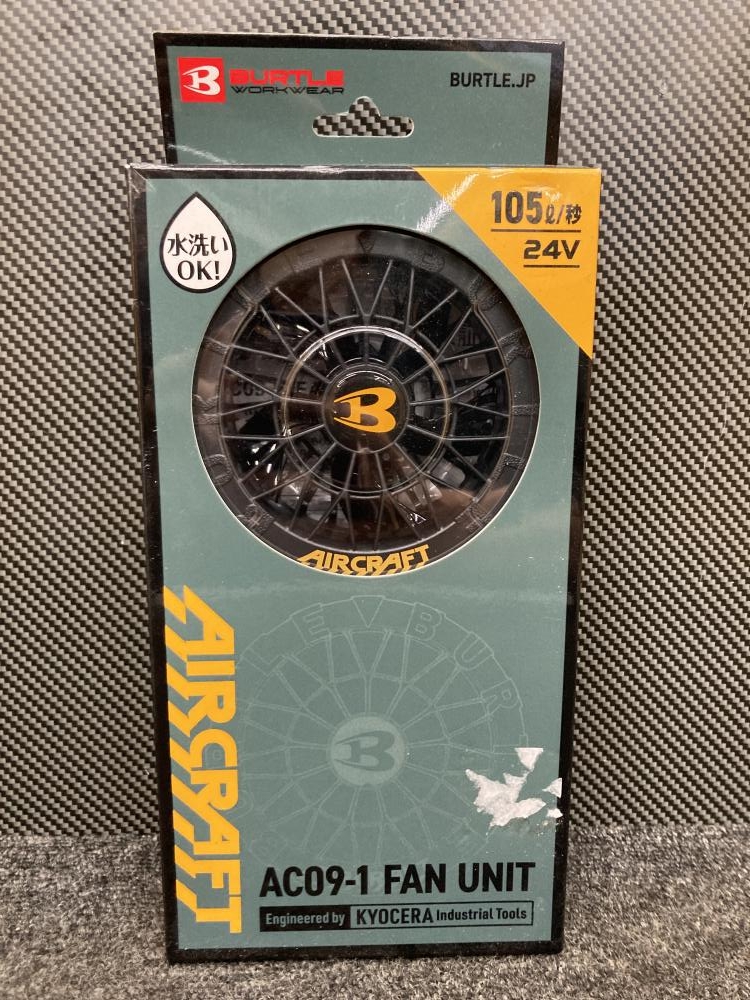 BURTLE
WORKWEAR
BURTLE.JP
105ℓ/秒
24V
水洗い
OK!
B
AIRCRAFT
AIRCRAFT
LEVBUR
B
AC09-1 FAN UNIT
Engineered by KYOCERA Industrial Tools